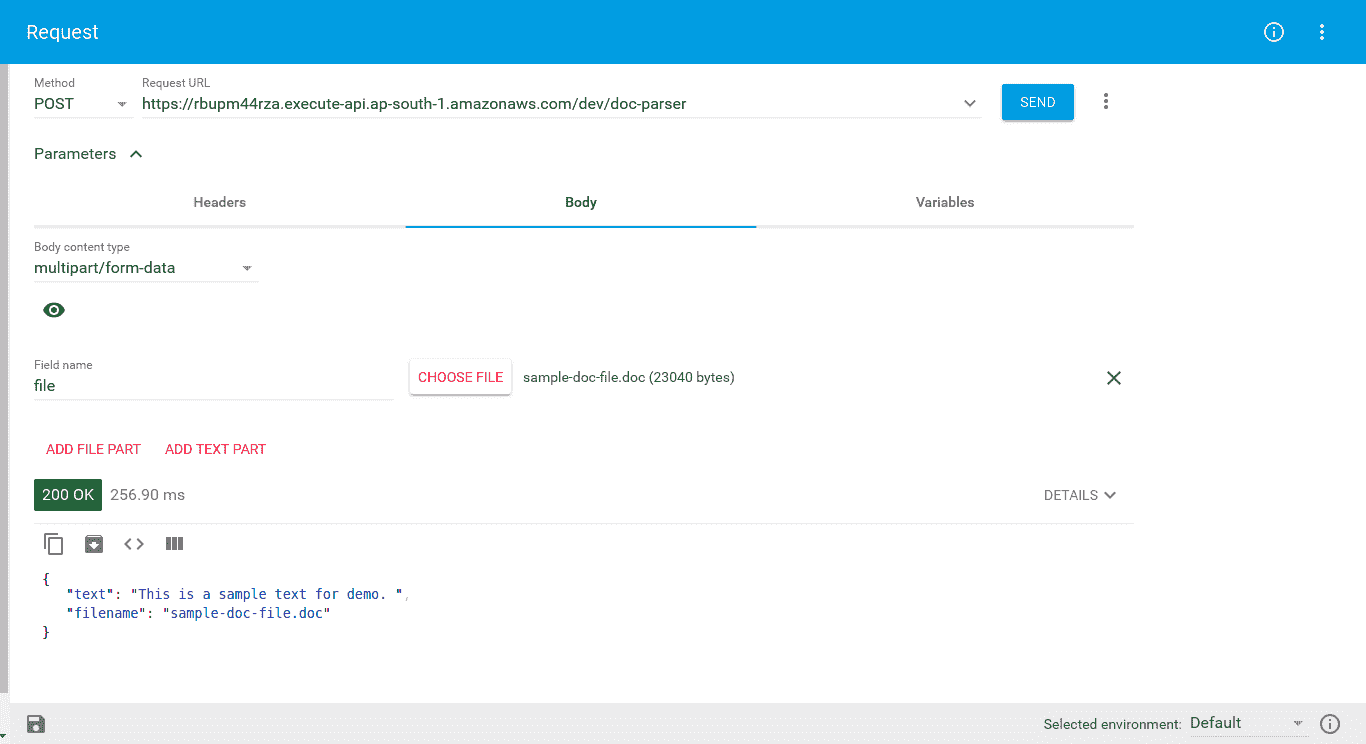 Request
Method
Request URL
POST
https://rbupm44rza.execute-api.ap-south-1.amazonaws.com/dev/doc-parser
SEND
Parameters
Headers
Body
Variables
Body content type
multipart/form-data
Field name
file
CHOOSE FILE
sample-doc-file.doc (23040 bytes)
ADD FILE PART
ADD TEXT PART
200 OK
256.90 ms
DETAILS
{
"text": "This is a sample text for demo. ",
"filename": "sample-doc-file.doc"
}
Selected environment:
Default